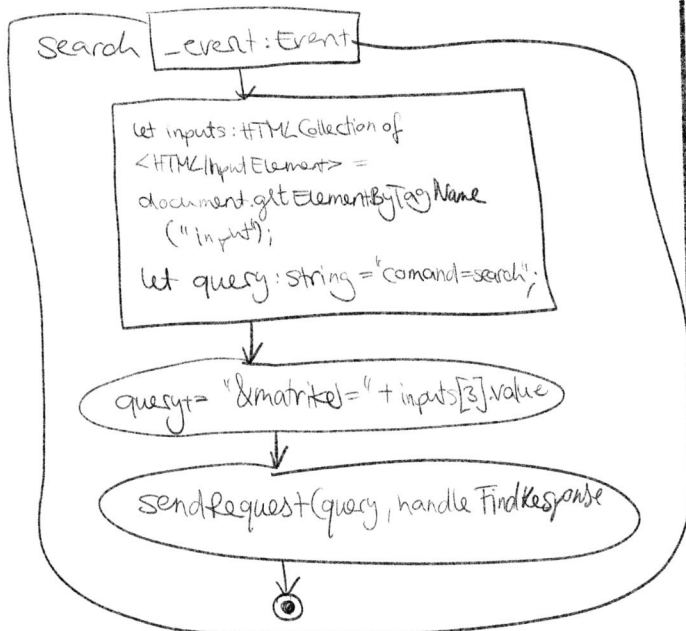 search _event: Event
let inputs: HTMLCollection of
<HTMLInputElement> =
document.getElementByTagName
("input");
let query: string = "comand=search";
query+= "&matrikel=" + inputs[3].value
sendRequest(query, handleFindResponse